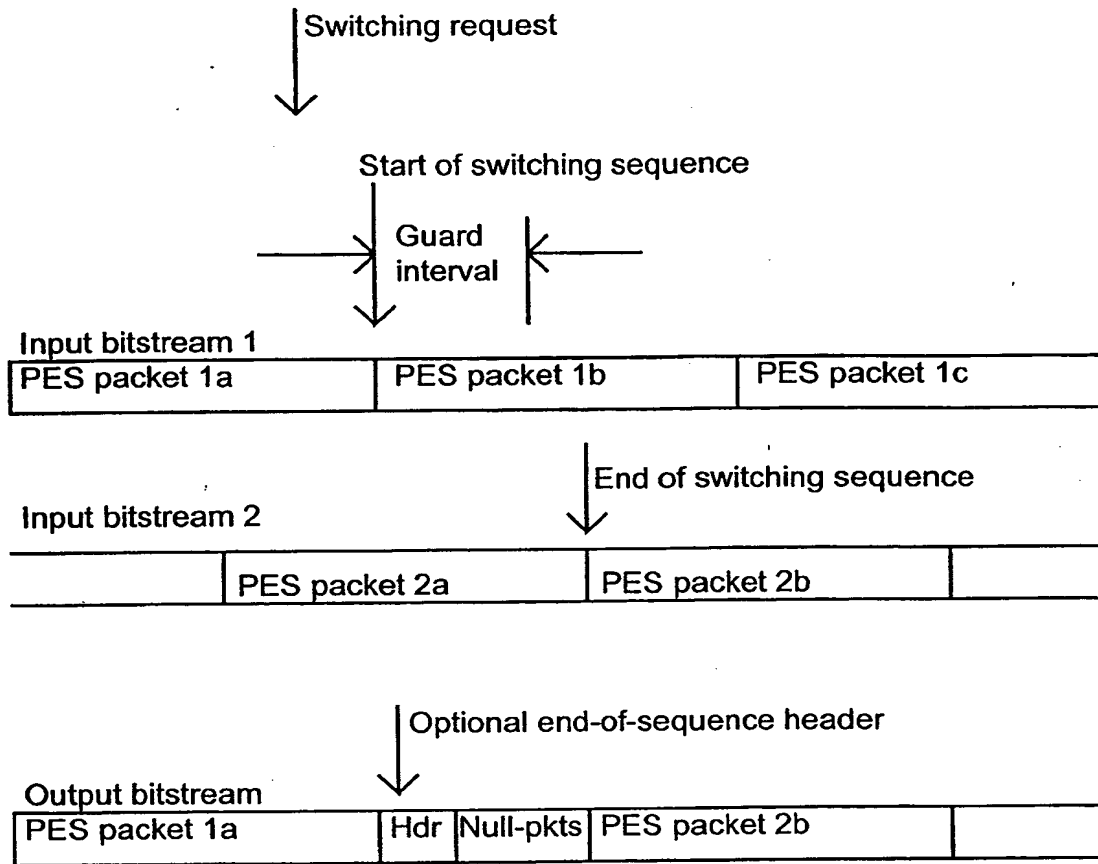 Switching request
Start of switching sequence
Guard
interval
Input bitstream 1
PES packet 1a
PES packet 1b
PES packet 1c
End of switching sequence
Input bitstream 2
PES packet 2a
PES packet 2b
Optional end-of-sequence header
Output bitstream
PES packet 1a
Hdr
Null-pkts
PES packet 2b